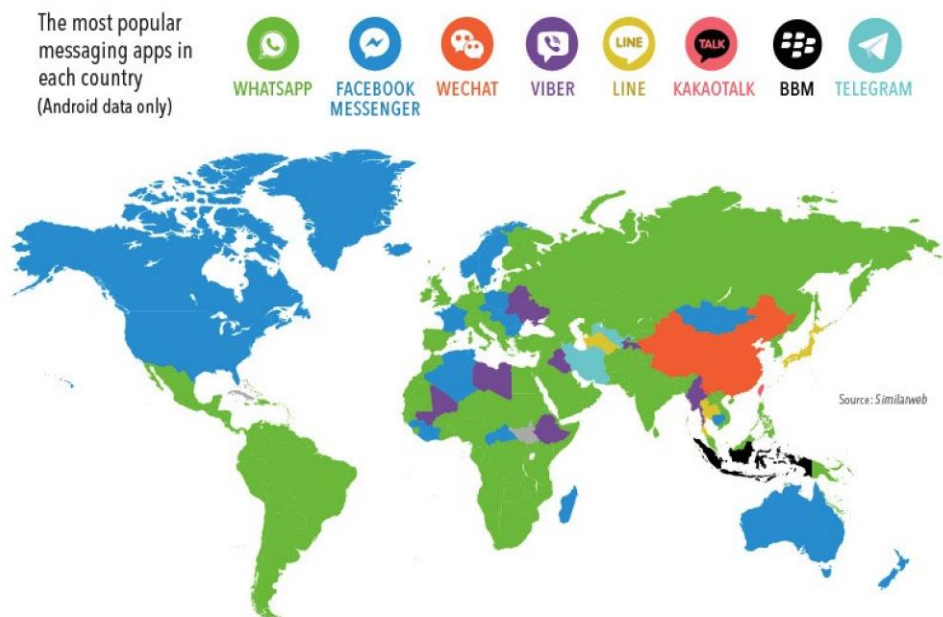 The most popular
messaging apps in
each country
(Android data only)
WHATSAPP
FACEBOOK
MESSENGER
WECHAT
VIBER
LINE
LINE
TALK
KAKAOTALK
BBM
TELEGRAM
Source: Similarweb